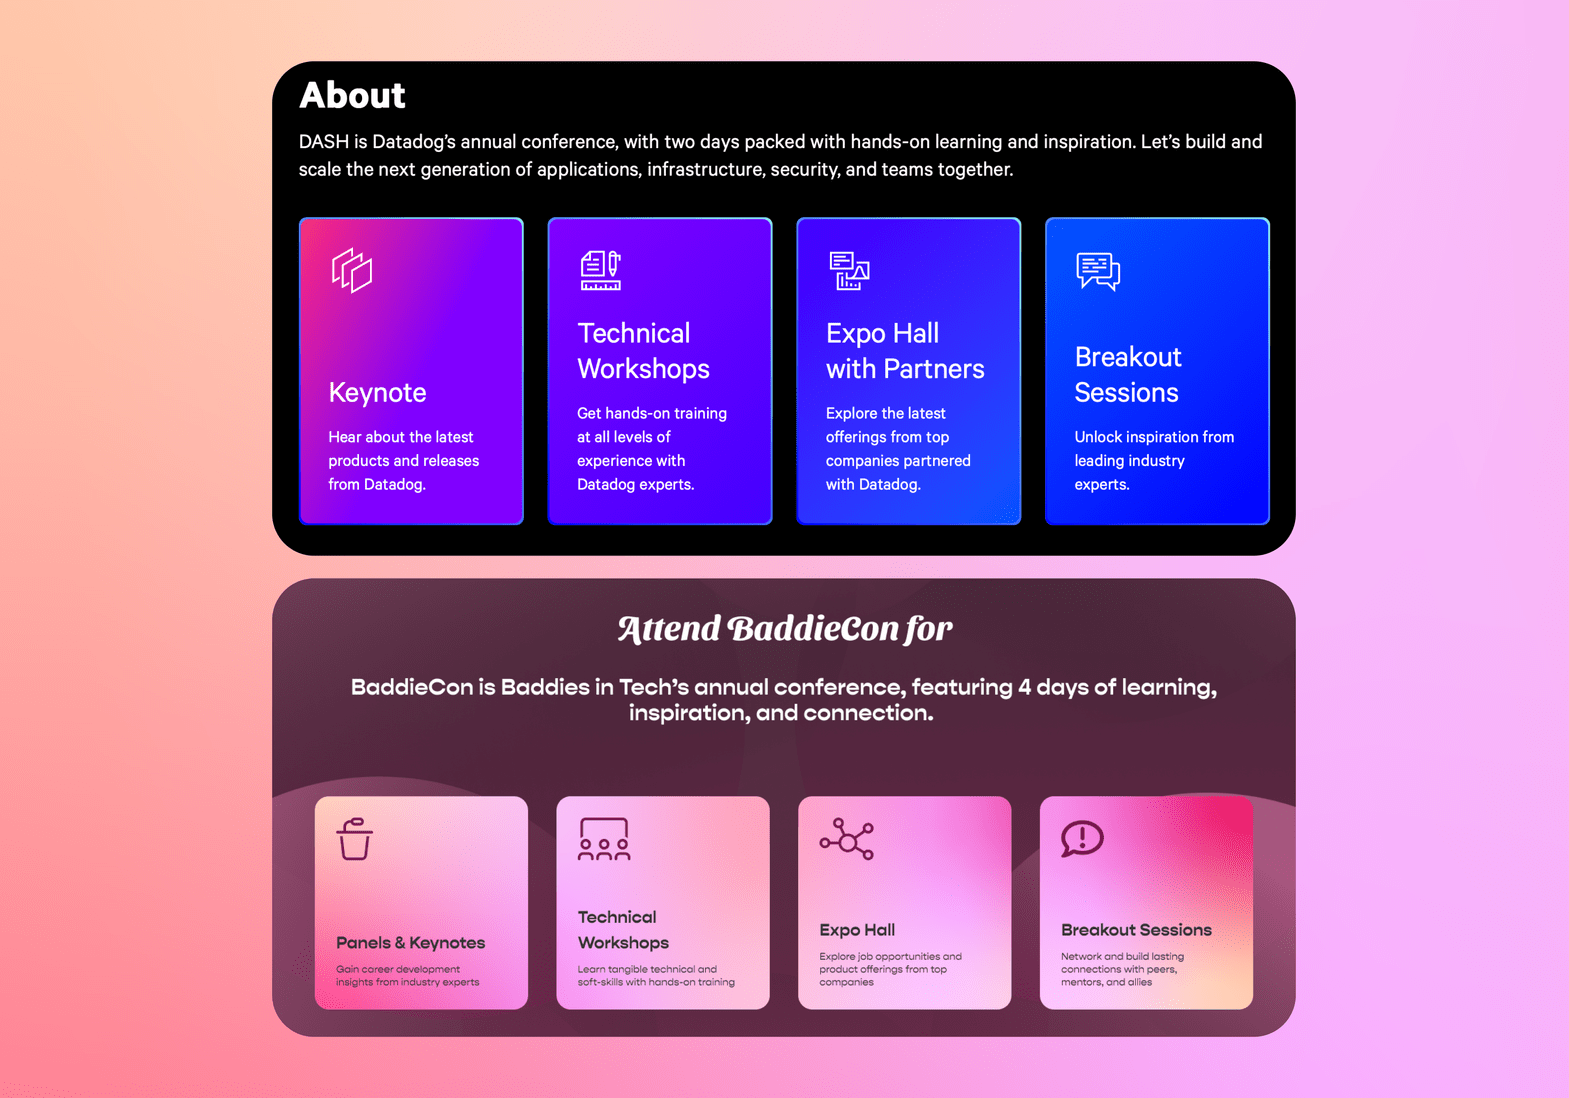 About
DASH is Datadog’s annual conference, with two days packed with hands-on learning and inspiration. Let’s build and
scale the next generation of applications, infrastructure, security, and teams together.
Keynote
Hear about the latest
products and releases
from Datadog.
Technical
Workshops
Get hands-on training
at all levels of
experience with
Datadog experts.
Expo Hall
with Partners
Explore the latest
offerings from top
companies partnered
with Datadog.
Breakout
Sessions
Unlock inspiration from
leading industry
experts.
Attend BaddieCon for
BaddieCon is Baddies in Tech’s annual conference, featuring 4 days of learning,
inspiration, and connection.
Panels & Keynotes
Gain career development
insights from industry experts
Technical
Workshops
Learn tangible technical and
soft-skills with hands-on training
Expo Hall
Explore job opportunities and
product offerings from top
companies
Breakout Sessions
Network and build lasting
connections with peers,
mentors, and allies